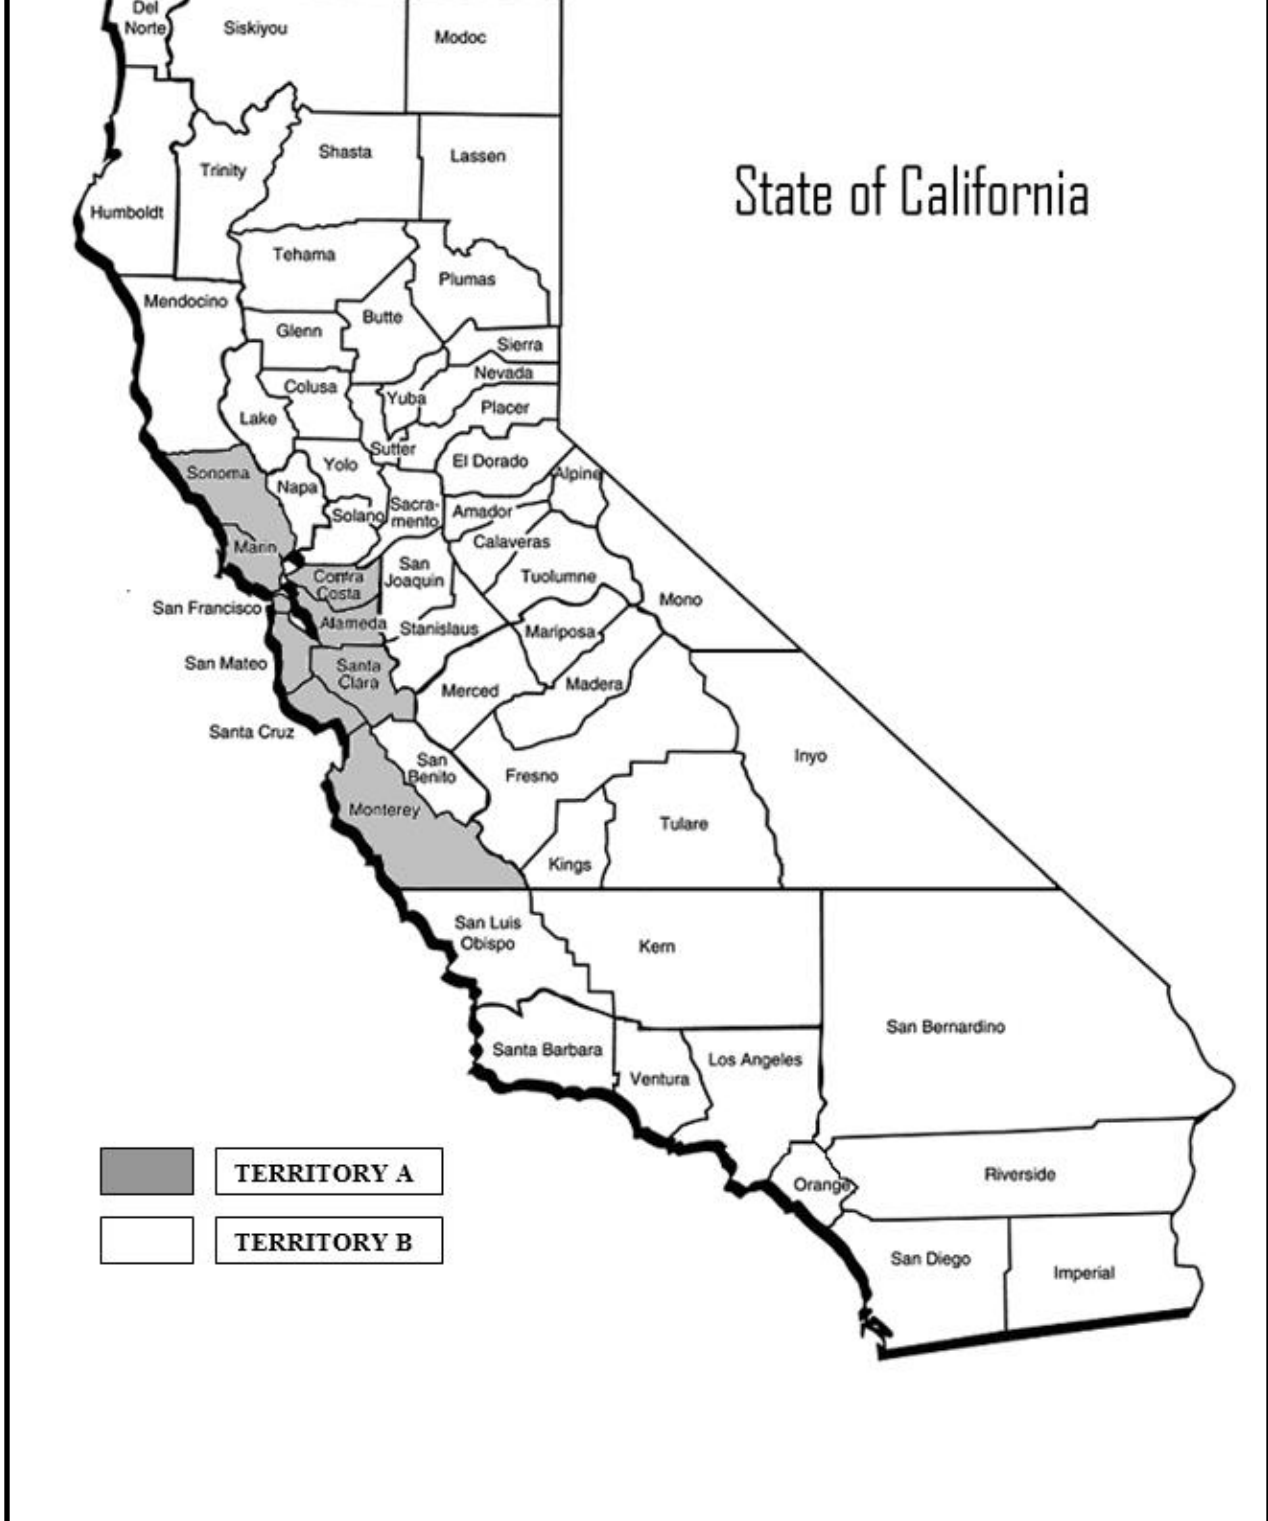 Del
Norte
Siskiyou
Modoc
Shasta
Lassen
Trinity
State of California
Humboldt
Tehama
Plumas
Mendocino
Butte
Glenn
Sierra
Nevada
Colusa
Yuba
Placer
Lake
Sutter
El Dorado
Yolo
Sonoma
Alpine
Napa
Sacra-
mento
Amador
Solano
Calaveras
Marin
San
Joaquin
Contra
Costa
Tuolumne
Mono
San Francisco
Alameda
Stanislaus
Mariposa
San Mateo
Santa
Clara
Merced
Madera
Santa Cruz
Inyo
San
Benito
Fresno
Monterey
Tulare
Kings
San Luis
Obispo
Kern
San Bernardino
Santa Barbara
Los Angeles
Ventura
TERRITORY A
Riverside
Orange
TERRITORY B
San Diego
Imperial